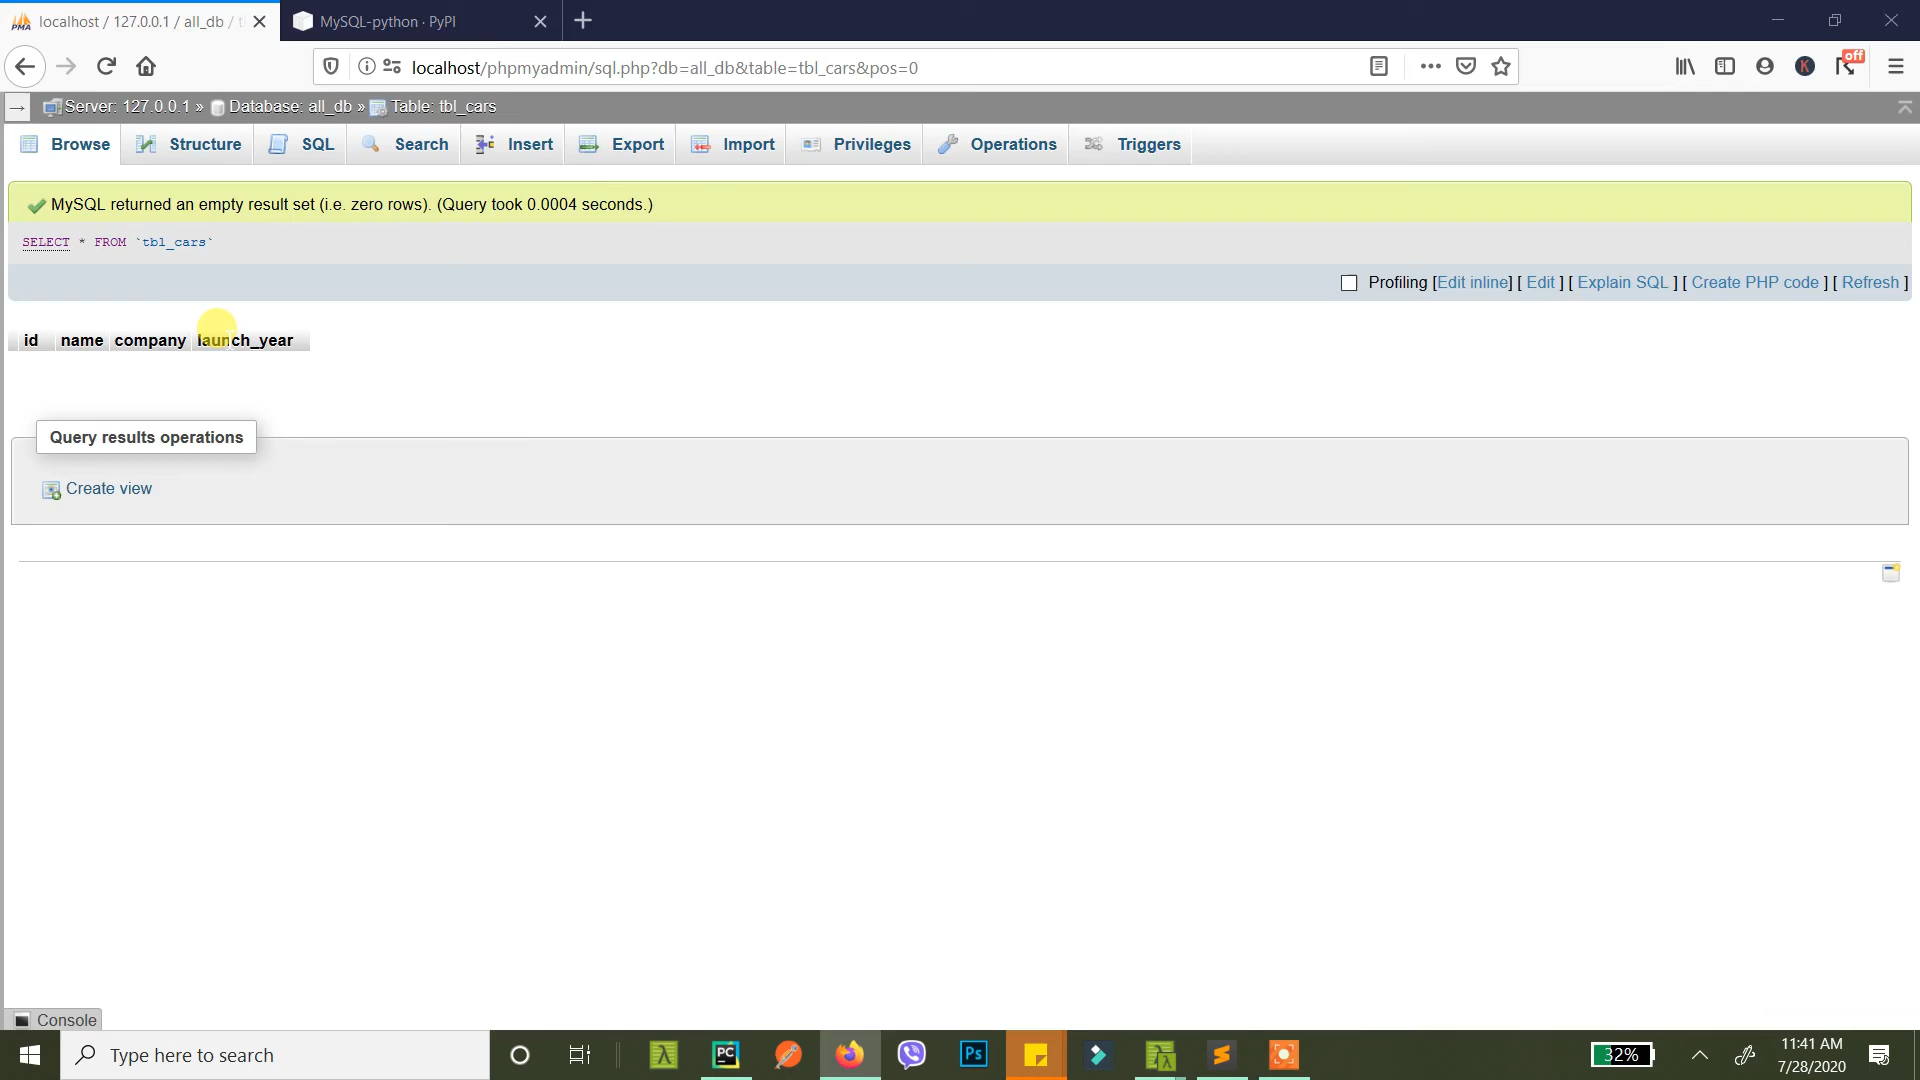 localhost / 127.0.0.1 / all_db / t
MySQL-python · PyPI
localhost/phpmyadmin/sql.php?db=all_db&table=tbl_cars&pos=0
off
K
Server: 127.0.0.1 » Database: all_db » Table: tbl_cars
Browse Structure SQL Search Insert Export Import Privileges Operations Triggers
MySQL returned an empty result set (i.e. zero rows). (Query took 0.0004 seconds.)
SELECT * FROM `tbl_cars`
Profiling [Edit inline] [ Edit ] [ Explain SQL ] [ Create PHP code ] [ Refresh ]
id name company launch_year
Query results operations
Create view
Console
Type here to search
PC
Ps
32%
11:41 AM
7/28/2020